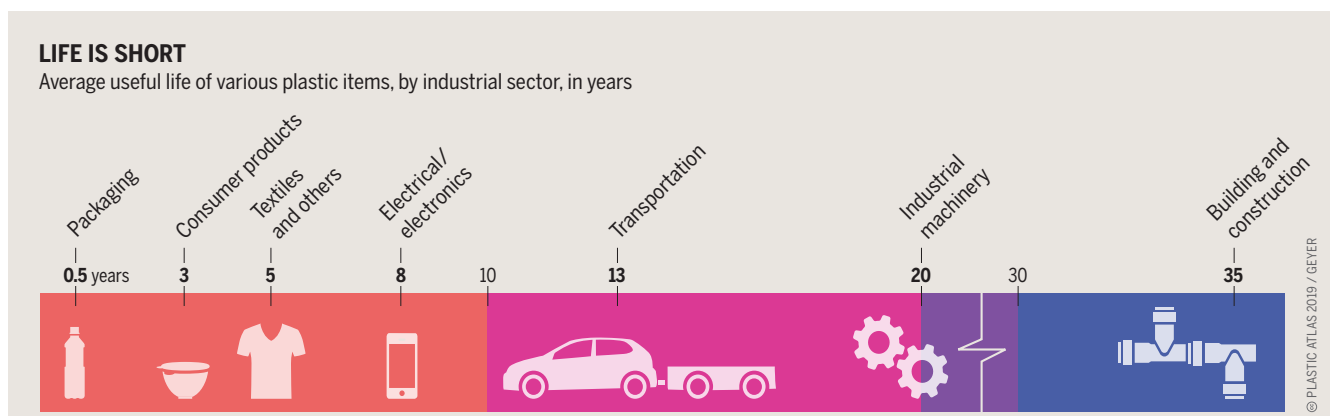 LIFE IS SHORT
Average useful life of various plastic items, by industrial sector, in years
Packaging
Consumer products
Textiles
and others
Electrical/
electronics
Transportation
Industrial
machinery
Building and
construction
0.5 years
3
5
8
10
13
20
30
35
© PLASTIC ATLAS 2019 / GEYER